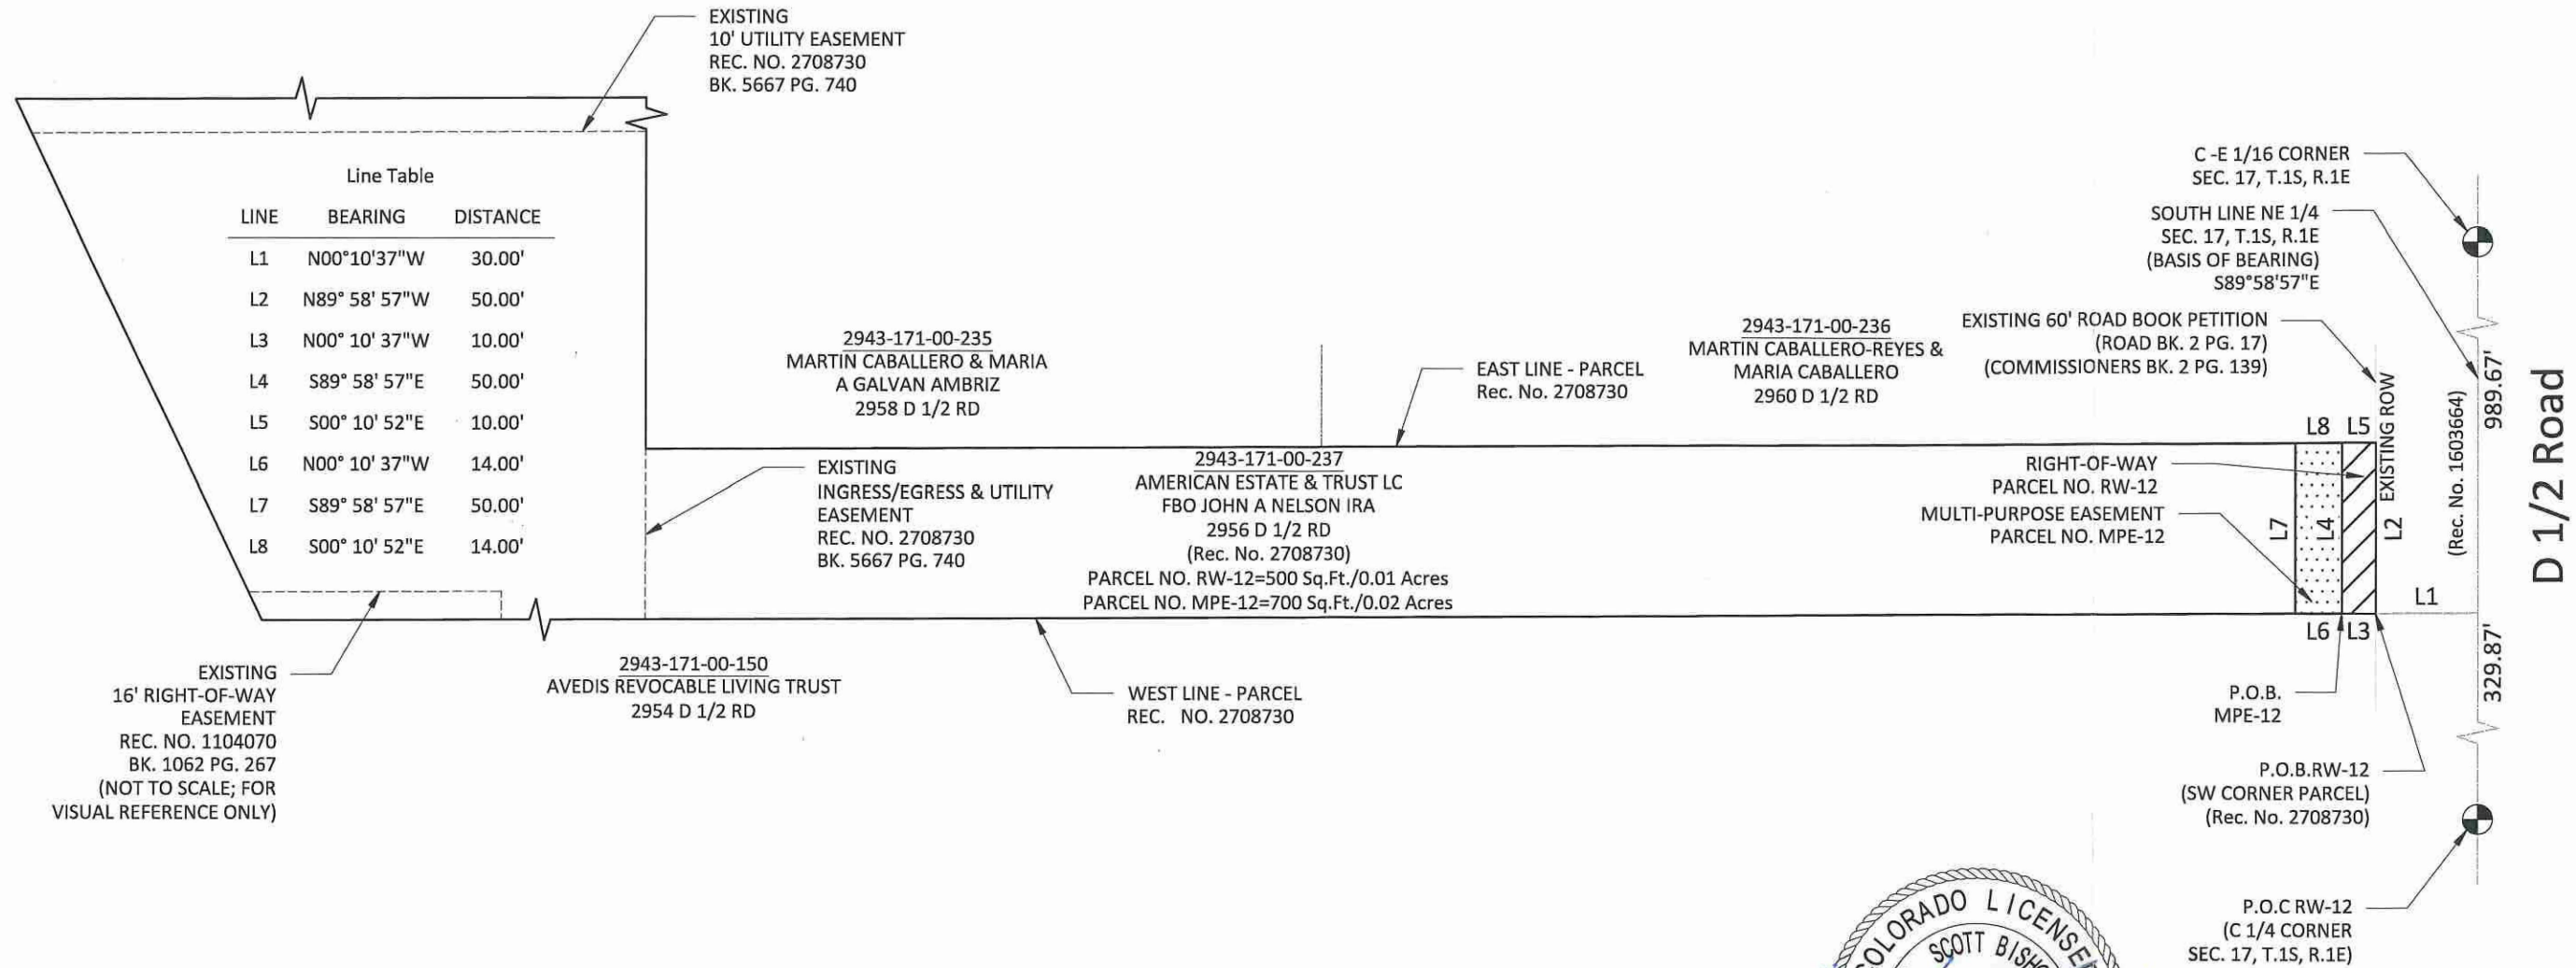 EXISTING
10' UTILITY EASEMENT
REC. NO. 2708730
BK. 5667 PG. 740
Line Table
LINE BEARING DISTANCE
L1 N00°10'37"W 30.00'
L2 N89° 58' 57"W 50.00'
L3 N00° 10' 37"W 10.00'
L4 S89° 58' 57"E 50.00'
L5 S00° 10' 52"E 10.00'
L6 N00° 10' 37"W 14.00'
L7 S89° 58' 57"E 50.00'
L8 S00° 10' 52"E 14.00'
2943-171-00-235
MARTIN CABALLERO & MARIA
A GALVAN AMBRIZ
2958 D 1/2 RD
EAST LINE - PARCEL
Rec. No. 2708730
2943-171-00-236
MARTIN CABALLERO-REYES &
MARIA CABALLERO
2960 D 1/2 RD
C -E 1/16 CORNER
SEC. 17, T.1S, R.1E
SOUTH LINE NE 1/4
SEC. 17, T.1S, R.1E
(BASIS OF BEARING)
S89°58'57"E
EXISTING 60' ROAD BOOK PETITION
(ROAD BK. 2 PG. 17)
(COMMISSIONERS BK. 2 PG. 139)
EXISTING
INGRESS/EGRESS & UTILITY
EASEMENT
REC. NO. 2708730
BK. 5667 PG. 740
2943-171-00-237
AMERICAN ESTATE & TRUST LC
FBO JOHN A NELSON IRA
2956 D 1/2 RD
(Rec. No. 2708730)
PARCEL NO. RW-12=500 Sq.Ft./0.01 Acres
PARCEL NO. MPE-12=700 Sq.Ft./0.02 Acres
RIGHT-OF-WAY
PARCEL NO. RW-12
MULTI-PURPOSE EASEMENT
PARCEL NO. MPE-12
L8 L5
L7
L4
L2
EXISTING ROW
L1
L6 L3
(Rec. No. 1603664)
989.67'
329.87'
D 1/2 Road
EXISTING
16' RIGHT-OF-WAY
EASEMENT
REC. NO. 1104070
BK. 1062 PG. 267
(NOT TO SCALE; FOR
VISUAL REFERENCE ONLY)
2943-171-00-150
AVEDIS REVOCABLE LIVING TRUST
2954 D 1/2 RD
WEST LINE - PARCEL
REC. NO. 2708730
P.O.B.
MPE-12
P.O.B.RW-12
(SW CORNER PARCEL)
(Rec. No. 2708730)
P.O.C RW-12
(C 1/4 CORNER
SEC. 17, T.1S, R.1E)
COLORADO LICENSE
SCOTT BISHO